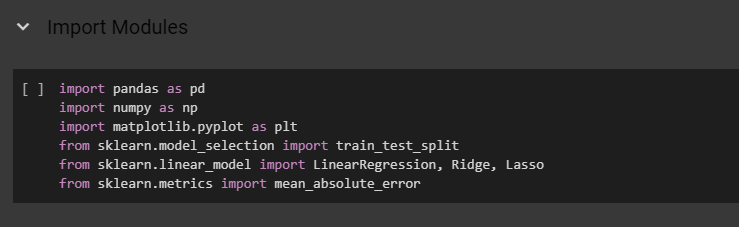 Import Modules
[ ] import pandas as pd
import numpy as np
import matplotlib.pyplot as plt
from sklearn.model_selection import train_test_split
from sklearn.linear_model import LinearRegression, Ridge, Lasso
from sklearn.metrics import mean_absolute_error